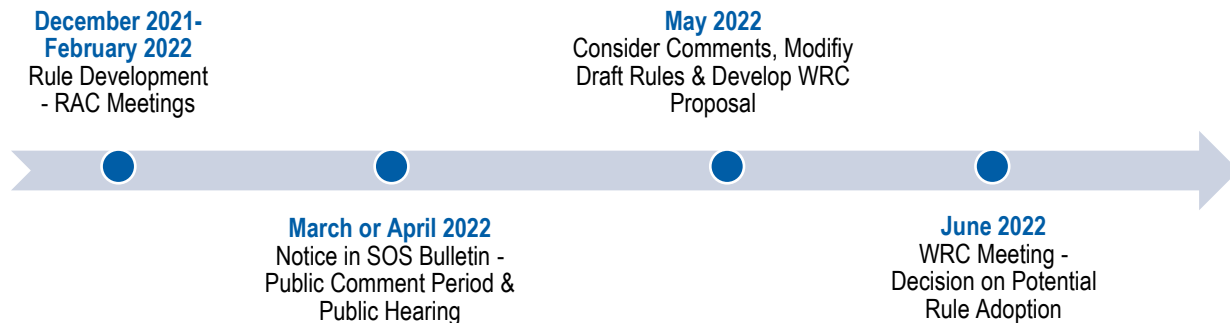 December 2021-
February 2022
Rule Development
- RAC Meetings
March or April 2022
Notice in SOS Bulletin -
Public Comment Period &
Public Hearing
May 2022
Consider Comments, Modifiy
Draft Rules & Develop WRC
Proposal
June 2022
WRC Meeting -
Decision on Potential
Rule Adoption